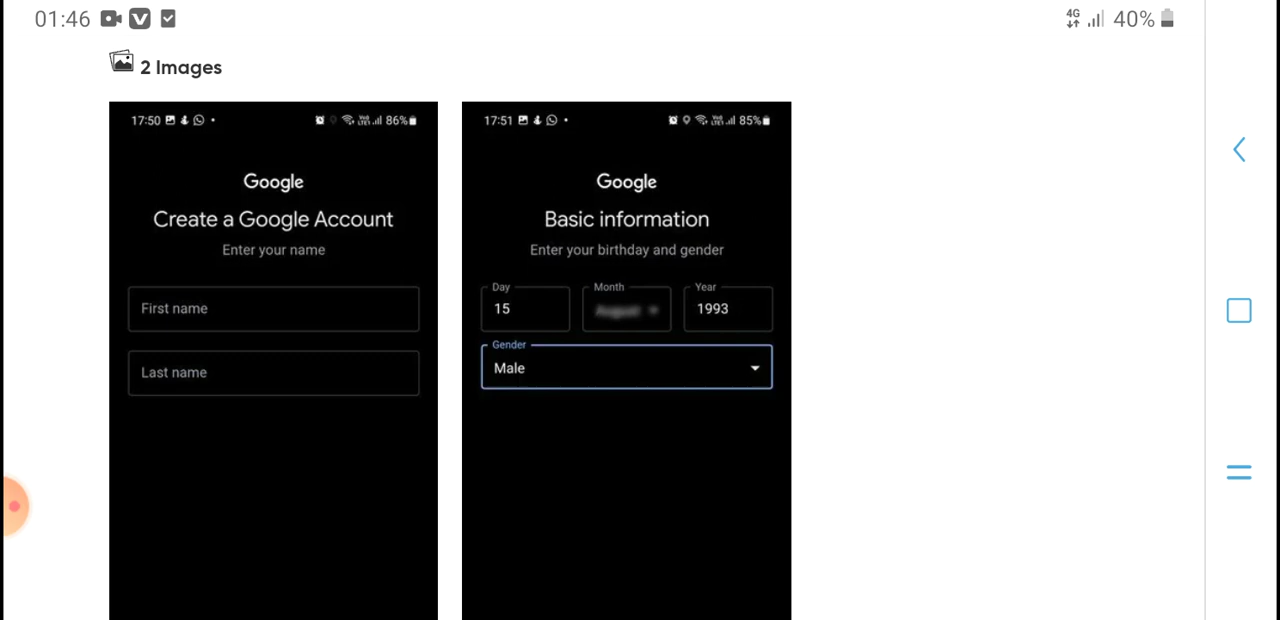 01:46
4G 40%
2 Images
17:50 86%
Google
Create a Google Account
Enter your name
First name
Last name
17:51 85%
Google
Basic information
Enter your birthday and gender
Day Month Year
15 1993
Gender
Male